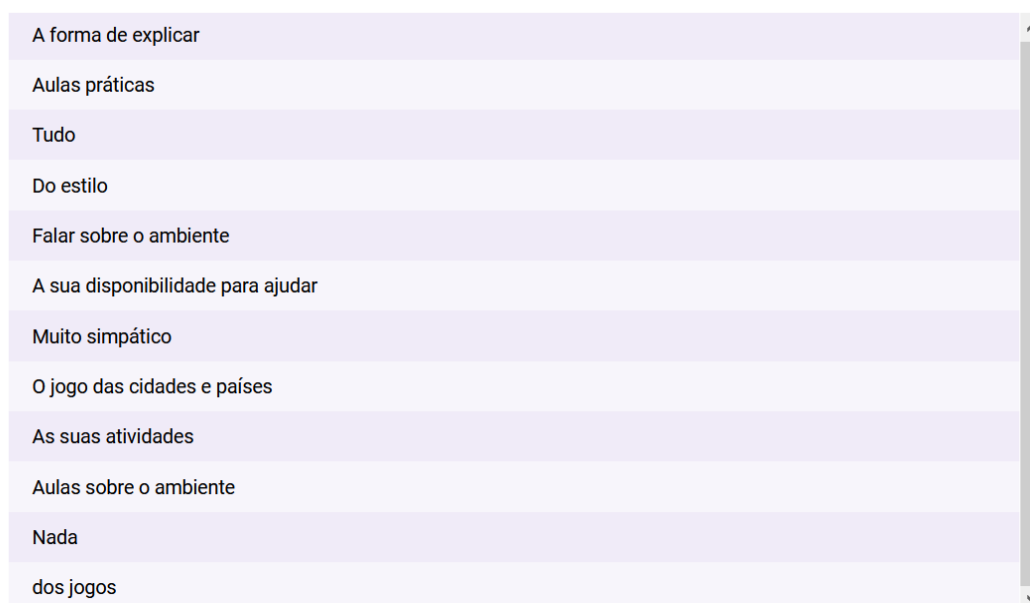 A forma de explicar
Aulas práticas
Tudo
Do estilo
Falar sobre o ambiente
A sua disponibilidade para ajudar
Muito simpático
O jogo das cidades e países
As suas atividades
Aulas sobre o ambiente
Nada
dos jogos